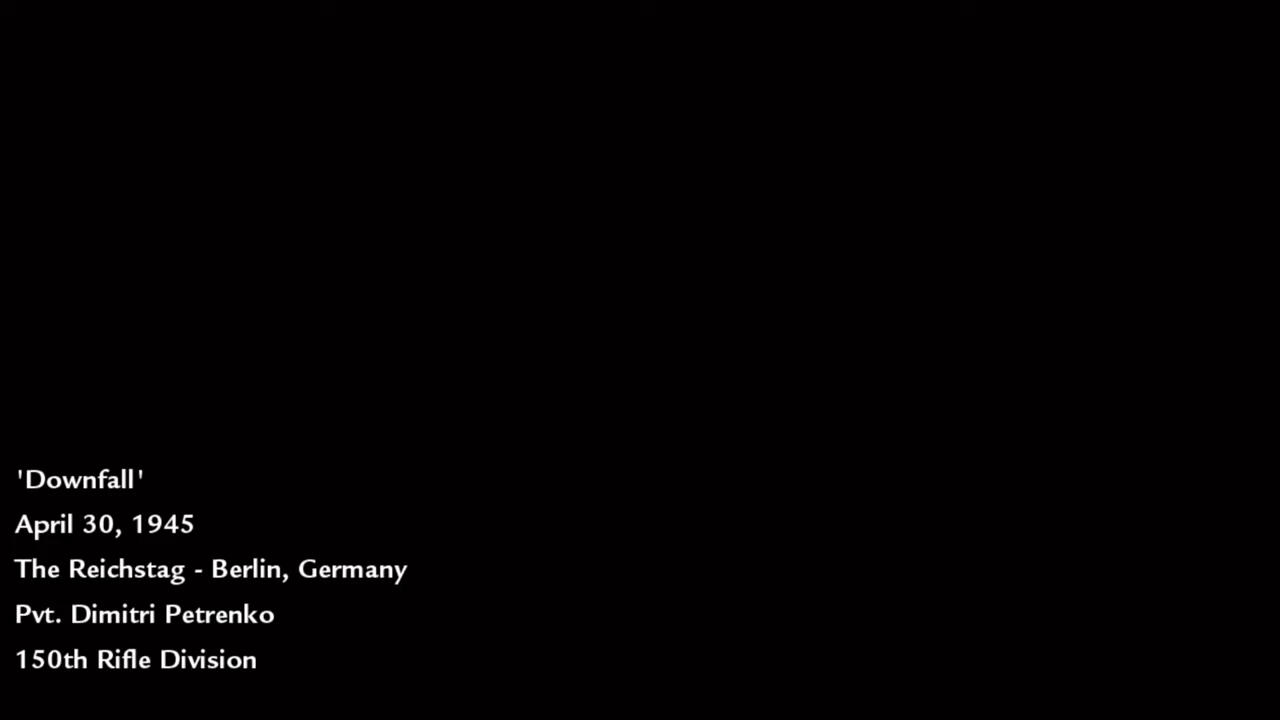 'Downfall'
April 30, 1945
The Reichstag - Berlin, Germany
Pvt. Dimitri Petrenko
150th Rifle Division